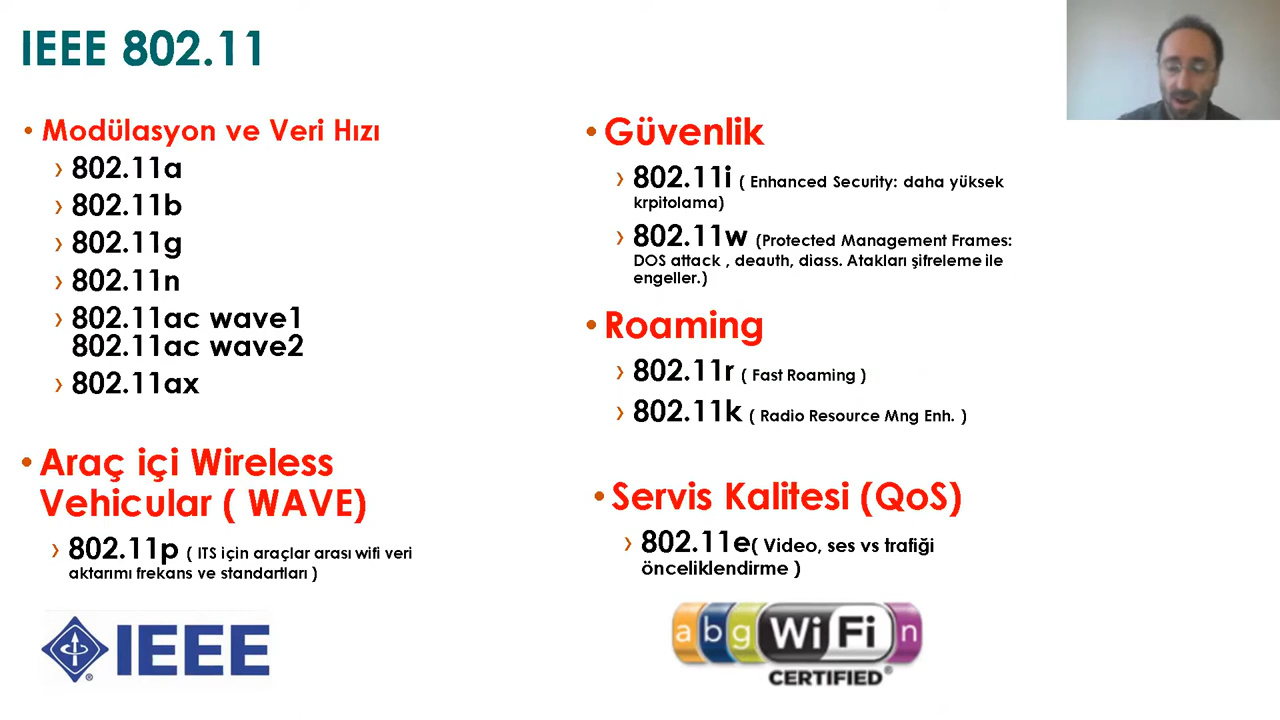 IEEE 802.11
• Modülasyon ve Veri Hızı
› 802.11a
› 802.11b
› 802.11g
› 802.11n
› 802.11ac wave1
802.11ac wave2
› 802.11ax
• Araç içi Wireless
Vehicular ( WAVE)
› 802.11p ( ITS için araçlar arası wifi veri
aktarımı frekans ve standartları )
IEEE
• Güvenlik
› 802.11i ( Enhanced Security: daha yüksek
krpitolama)
› 802.11w (Protected Management Frames:
DOS attack , deauth, diass. Atakları şifreleme ile
engeller.)
• Roaming
› 802.11r ( Fast Roaming )
› 802.11k ( Radio Resource Mng Enh. )
• Servis Kalitesi (QoS)
› 802.11e( Video, ses vs trafiği
önceliklendirme )
a b g Wi Fi n
CERTIFIED®